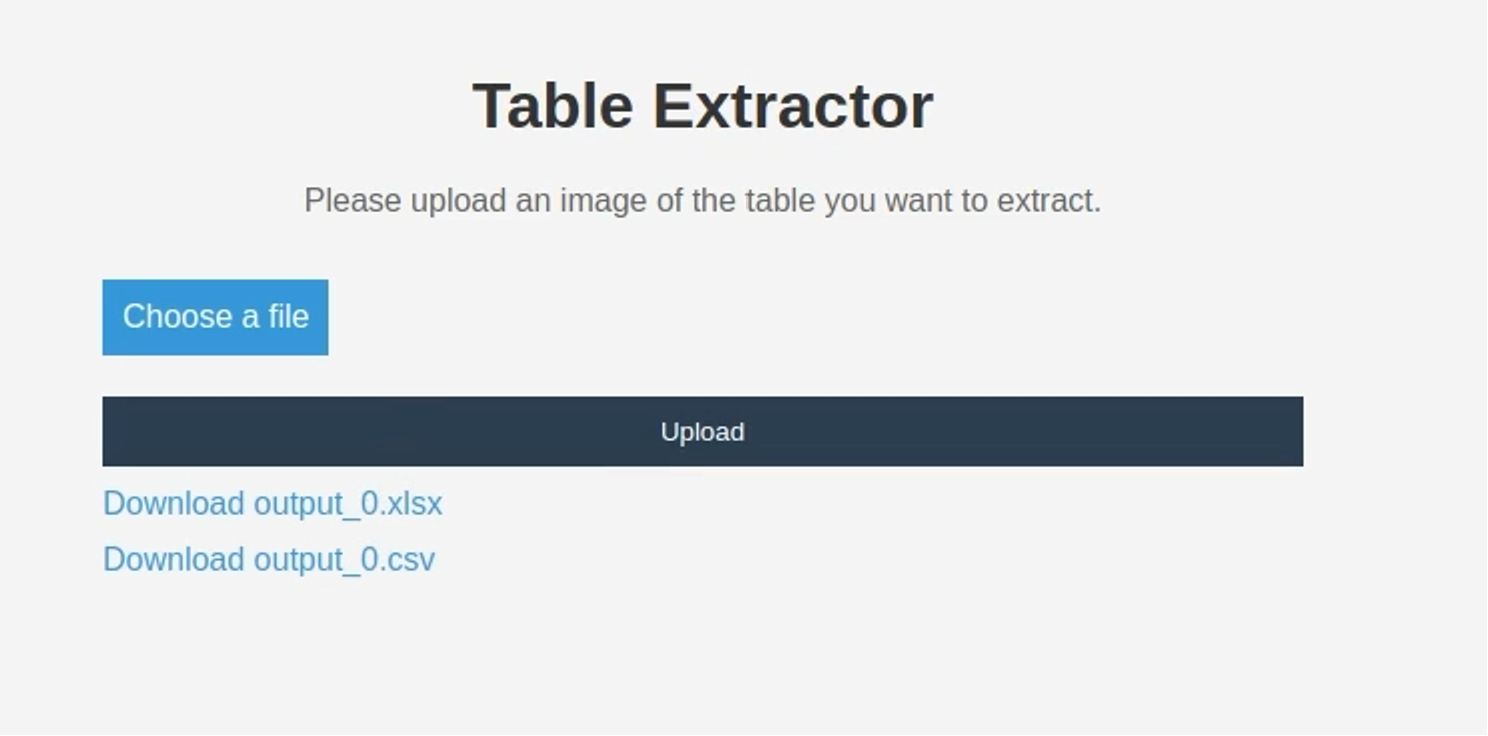 Table Extractor
Please upload an image of the table you want to extract.
Choose a file
Upload
Download output_0.xlsx
Download output_0.csv